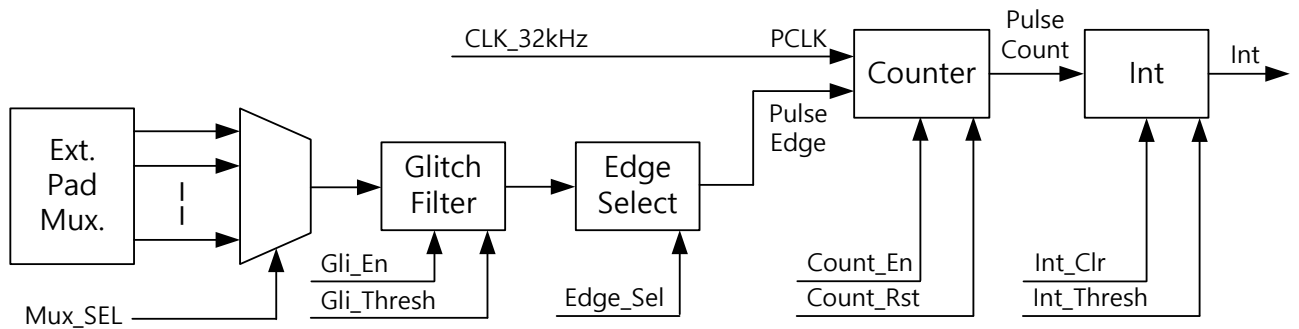 CLK_32kHz
PCLK
Pulse
Count
Int
Counter
Int
Ext.
Pad
Mux.
Glitch
Filter
Edge
Select
Pulse
Edge
Gli_En
Gli_Thresh
Edge_Sel
Count_En
Count_Rst
Int_Clr
Int_Thresh
Mux_SEL